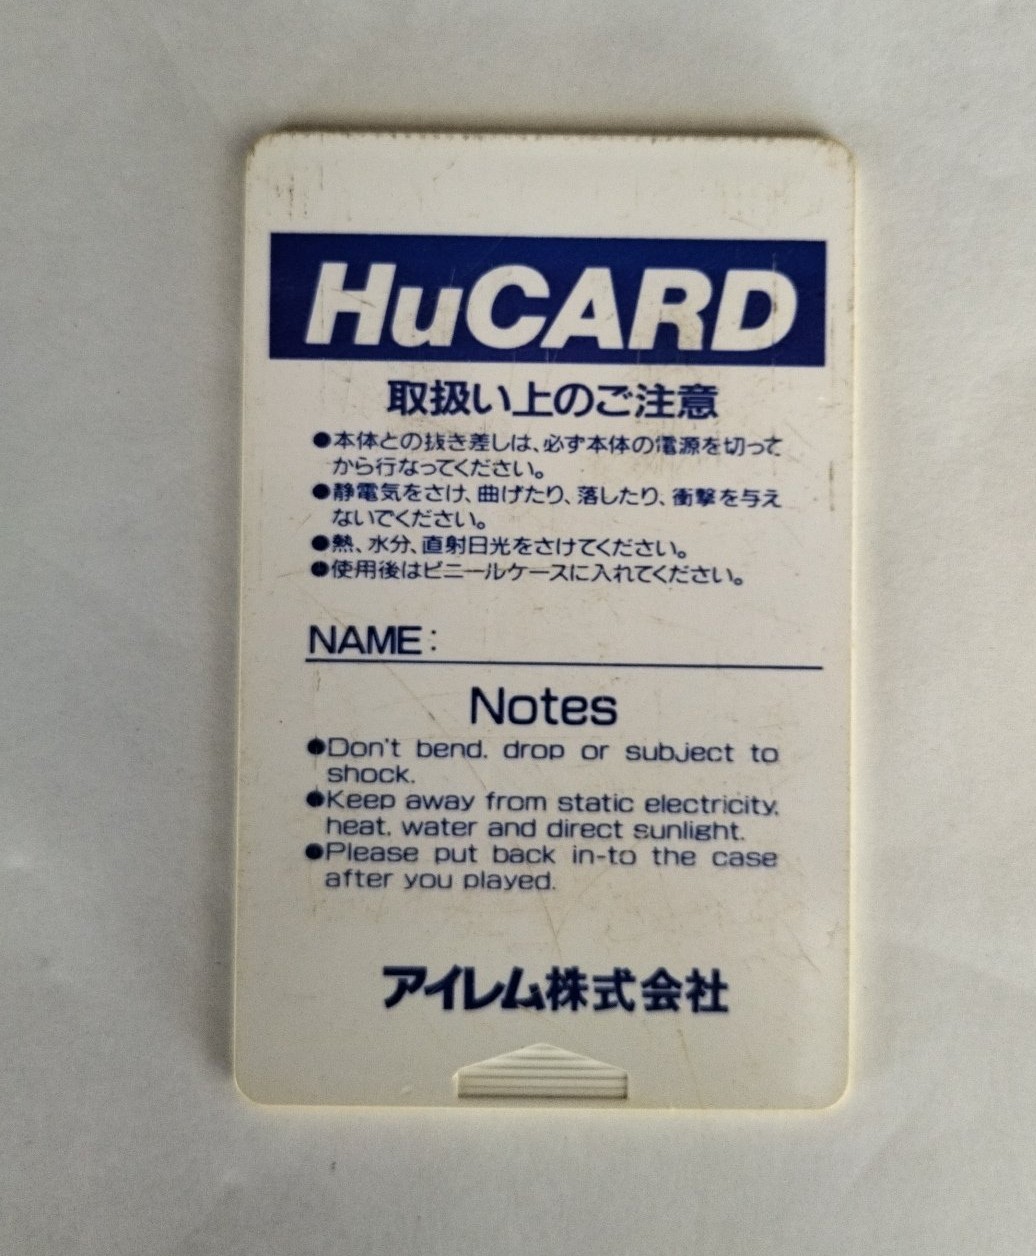 HuCARD
取扱い上のご注意
●本体との抜き差しは、必ず本体の電源を切って
から行なってください。
●静電気をさけ、曲げたり、落したり、衝撃を与え
ないでください。
●熱、水分、直射日光をさけてください。
●使用後はビニールケースに入れてください。
NAME:
Notes
●Don't bend, drop or subject to
shock.
●Keep away from static electricity,
heat, water and direct sunlight.
●Please put back in-to the case
after you played.
アイレム株式会社